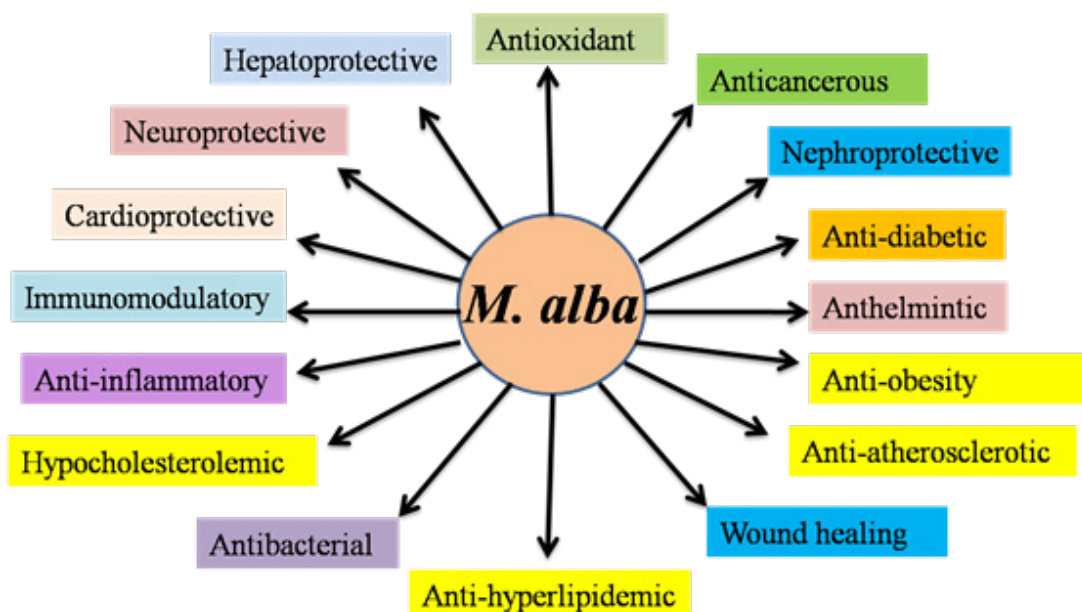 Antioxidant
Hepatoprotective
Anticancerous
Neuroprotective
Nephroprotective
Cardioprotective
Anti-diabetic
Immunomodulatory
M. alba
Anthelmintic
Anti-inflammatory
Anti-obesity
Hypocholesterolemic
Anti-atherosclerotic
Antibacterial
Wound healing
Anti-hyperlipidemic